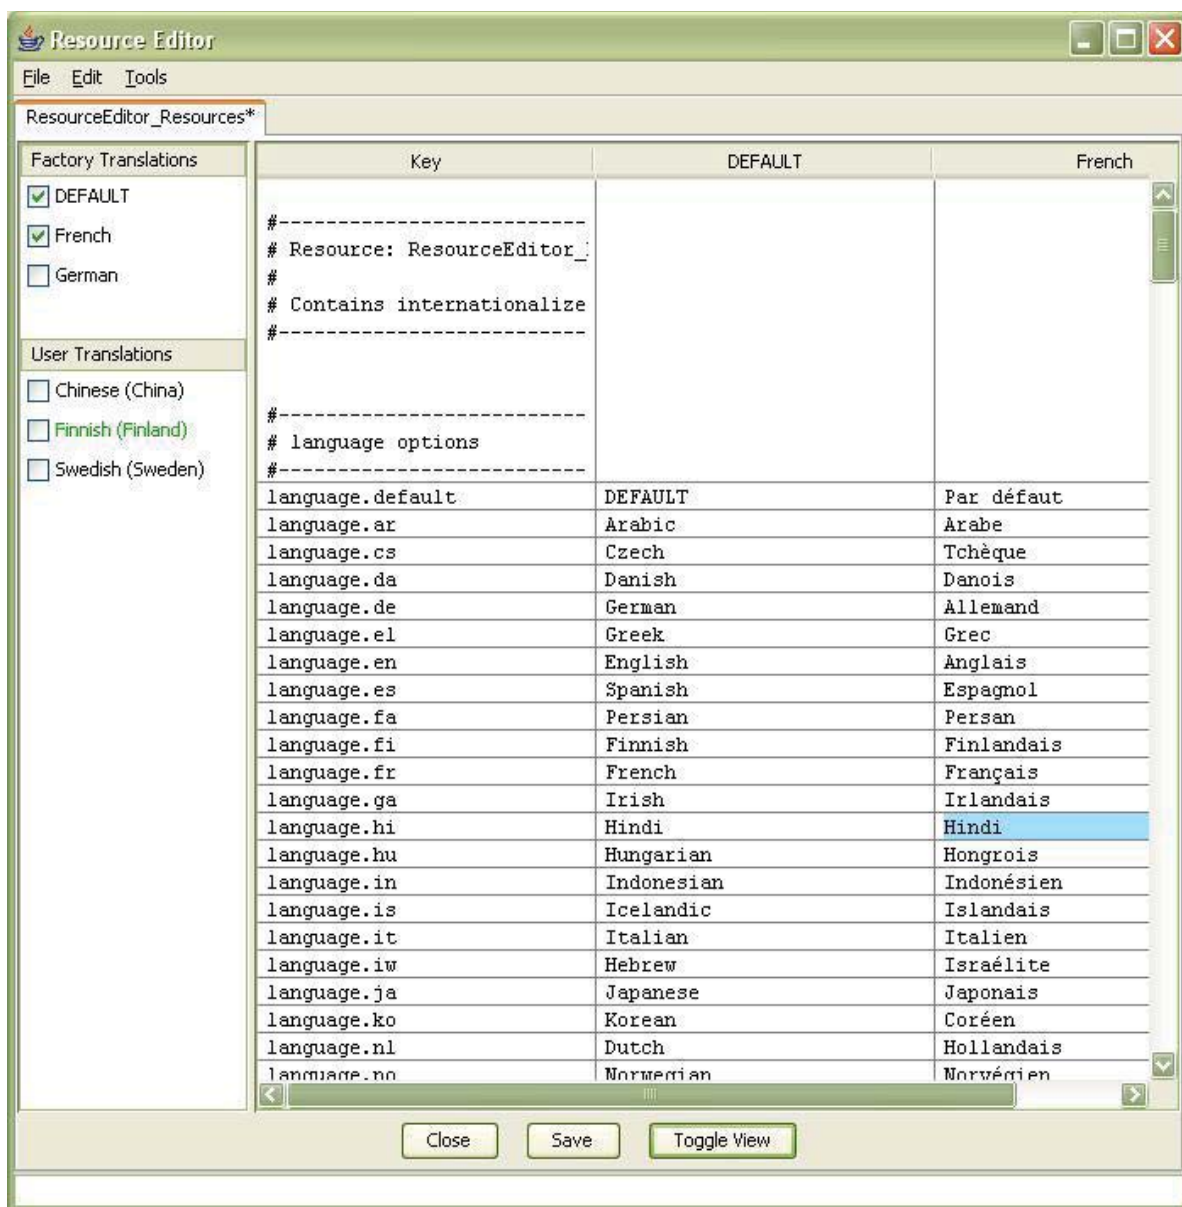 Resource Editor
File Edit Tools
ResourceEditor_Resources*
Factory Translations
DEFAULT
French
German
User Translations
Chinese (China)
Finnish (Finland)
Swedish (Sweden)
Key DEFAULT French
#-------------------------
# Resource: ResourceEditor_
#
# Contains internationalize
#-------------------------
#-------------------------
# language options
#-------------------------
language.default DEFAULT Par défaut
language.ar Arabic Arabe
language.cs Czech Tchèque
language.da Danish Danois
language.de German Allemand
language.el Greek Grec
language.en English Anglais
language.es Spanish Espagnol
language.fa Persian Persan
language.fi Finnish Finlandais
language.fr French Français
language.ga Irish Irlandais
language.hi Hindi Hindi
language.hu Hungarian Hongrois
language.in Indonesian Indonésien
language.is Icelandic Islandais
language.it Italian Italien
language.iw Hebrew Israélite
language.ja Japanese Japonais
language.ko Korean Coréen
language.nl Dutch Hollandais
language.no Norwegian Norvégien
Close Save Toggle View